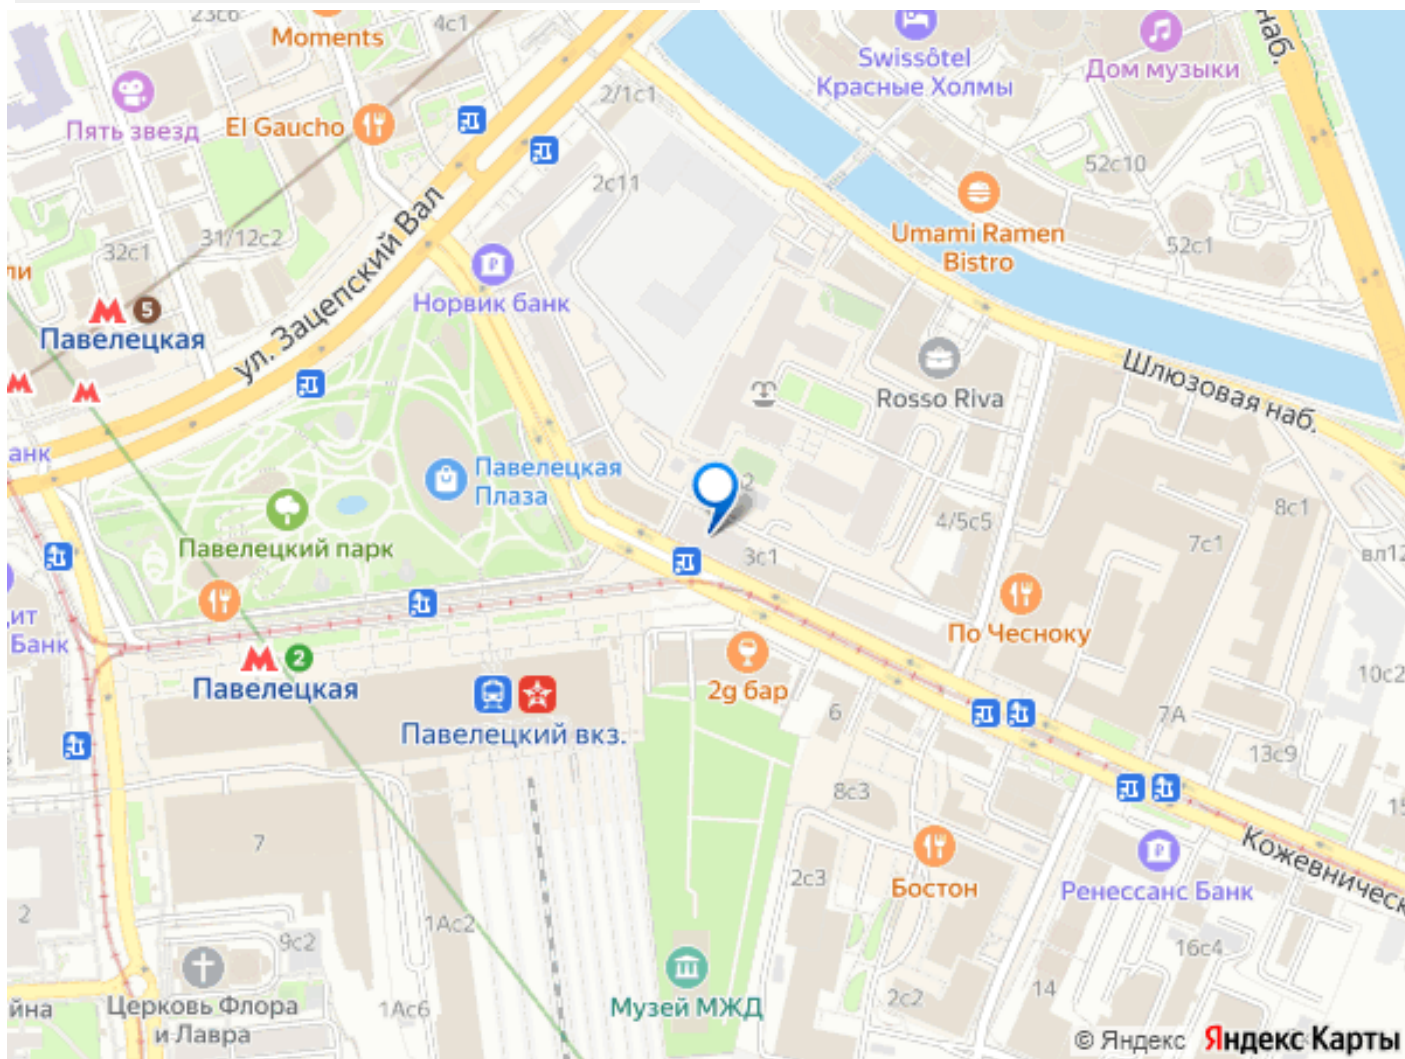 23с6
4с1
Moments
Swissôtel
Красные Холмы
Дом музыки
наб.
Пять звезд
El Gaucho
2/1с1
2с11
52с10
ул. Зацепский Вал
31/12с2
32с1
ли
Umami Ramen
Bistro
52с1
5
Павелецкая
Норвик банк
Rosso Riva
Шлюзовая наб.
анк
Павелецкая
Плаза
2
Павелецкий парк
3с1
4/5с5
7с1
8с1
вл12
ит
Банк
По Чесноку
2
Павелецкая
2g бар
Павелецкий вкз.
6
7А
10с2
13с9
8с3
15
7
Бостон
Ренессанс Банк
Кожевническ
2с3
2
1Ас2
9с2
16с4
йна
Церковь Флора
и Лавра
1Ас6
Музей МЖД
2с2
14
© Яндекс Яндекс Карты